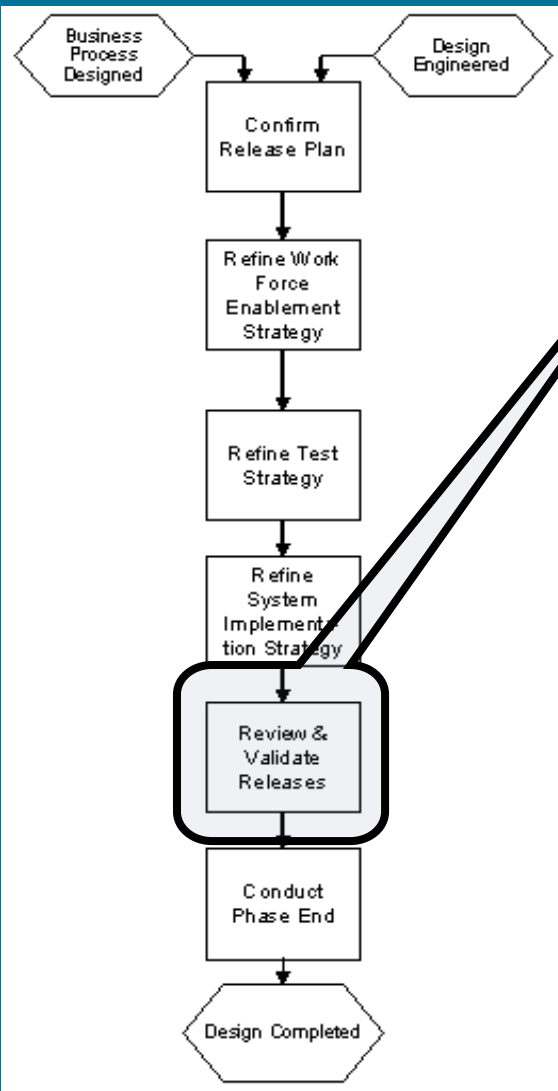 Business
Process
Designed
Design
Engineered
Confirm
Release Plan
Refine Work
Force
Enablement
Strategy
Refine Test
Strategy
Refine
System
Implementa-
tion Strategy
Review &
Validate
Releases
Conduct
Phase End
Design Completed